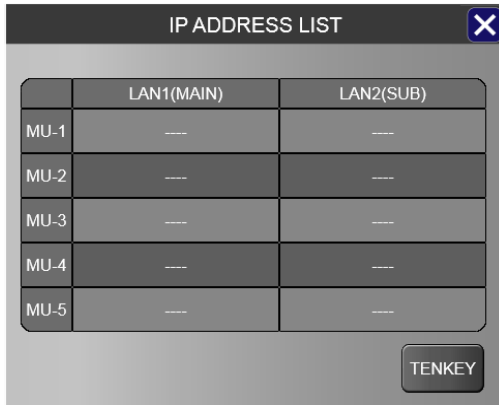 IP ADDRESS LIST
LAN1(MAIN) LAN2(SUB)
MU-1 ---- ----
MU-2 ---- ----
MU-3 ---- ----
MU-4 ---- ----
MU-5 ---- ----
TENKEY